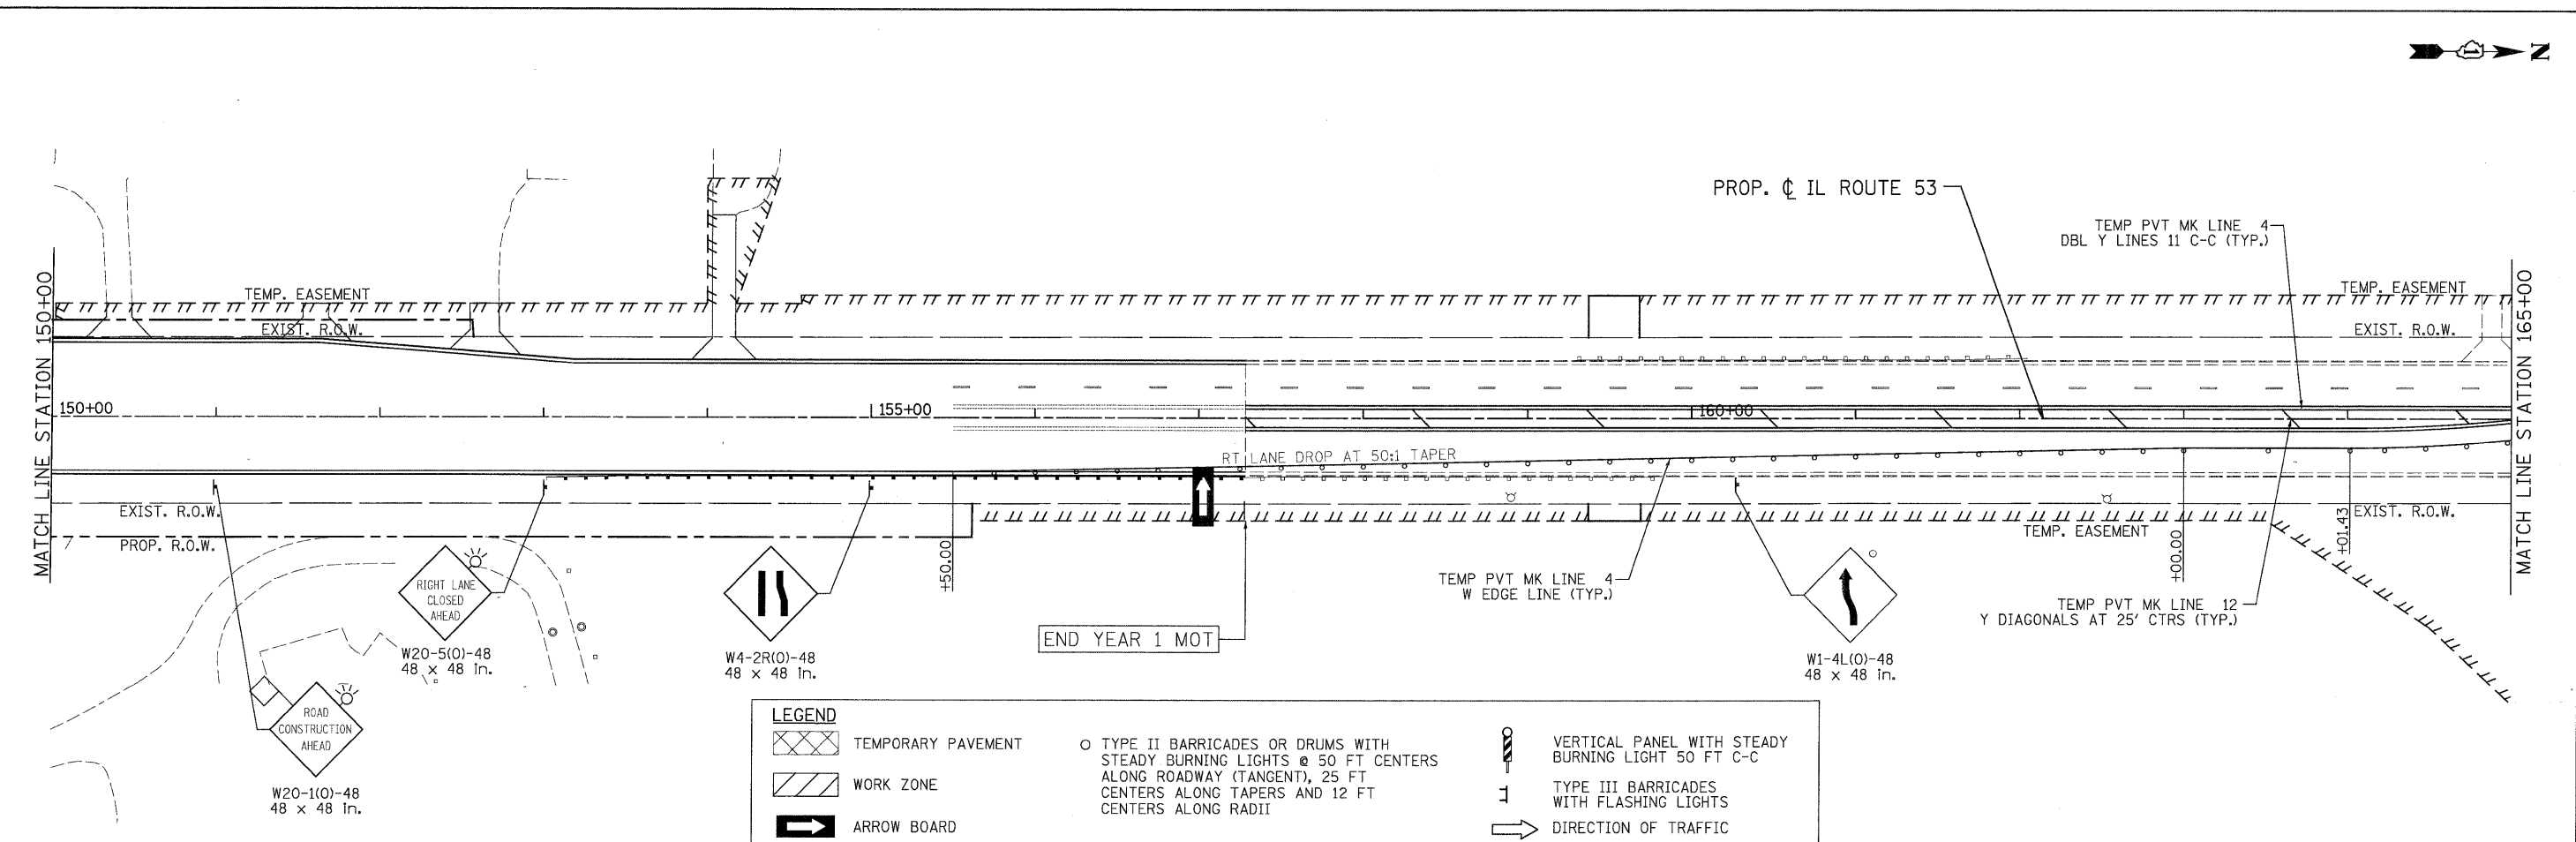 N
PROP. ℄ IL ROUTE 53
TEMP PVT MK LINE 4
DBL Y LINES 11 C-C (TYP.)
MATCH LINE STATION 150+00
TEMP. EASEMENT
EXIST. R.O.W.
TEMP. EASEMENT
EXIST. R.O.W.
MATCH LINE STATION 165+00
150+00
155+00
160+00
RT LANE DROP AT 50:1 TAPER
EXIST. R.O.W.
PROP. R.O.W.
+50.00
+00.00
+01.43
EXIST. R.O.W.
TEMP. EASEMENT
RIGHT LANE
CLOSED
AHEAD
W20-5(O)-48
48 x 48 in.
W4-2R(O)-48
48 x 48 in.
END YEAR 1 MOT
TEMP PVT MK LINE 4
W EDGE LINE (TYP.)
W1-4L(O)-48
48 x 48 in.
TEMP PVT MK LINE 12
Y DIAGONALS AT 25' CTRS (TYP.)
ROAD
CONSTRUCTION
AHEAD
W20-1(O)-48
48 x 48 in.
LEGEND
TEMPORARY PAVEMENT
WORK ZONE
ARROW BOARD
TYPE II BARRICADES OR DRUMS WITH
STEADY BURNING LIGHTS @ 50 FT CENTERS
ALONG ROADWAY (TANGENT), 25 FT
CENTERS ALONG TAPERS AND 12 FT
CENTERS ALONG RADII
VERTICAL PANEL WITH STEADY
BURNING LIGHT 50 FT C-C
TYPE III BARRICADES
WITH FLASHING LIGHTS
DIRECTION OF TRAFFIC